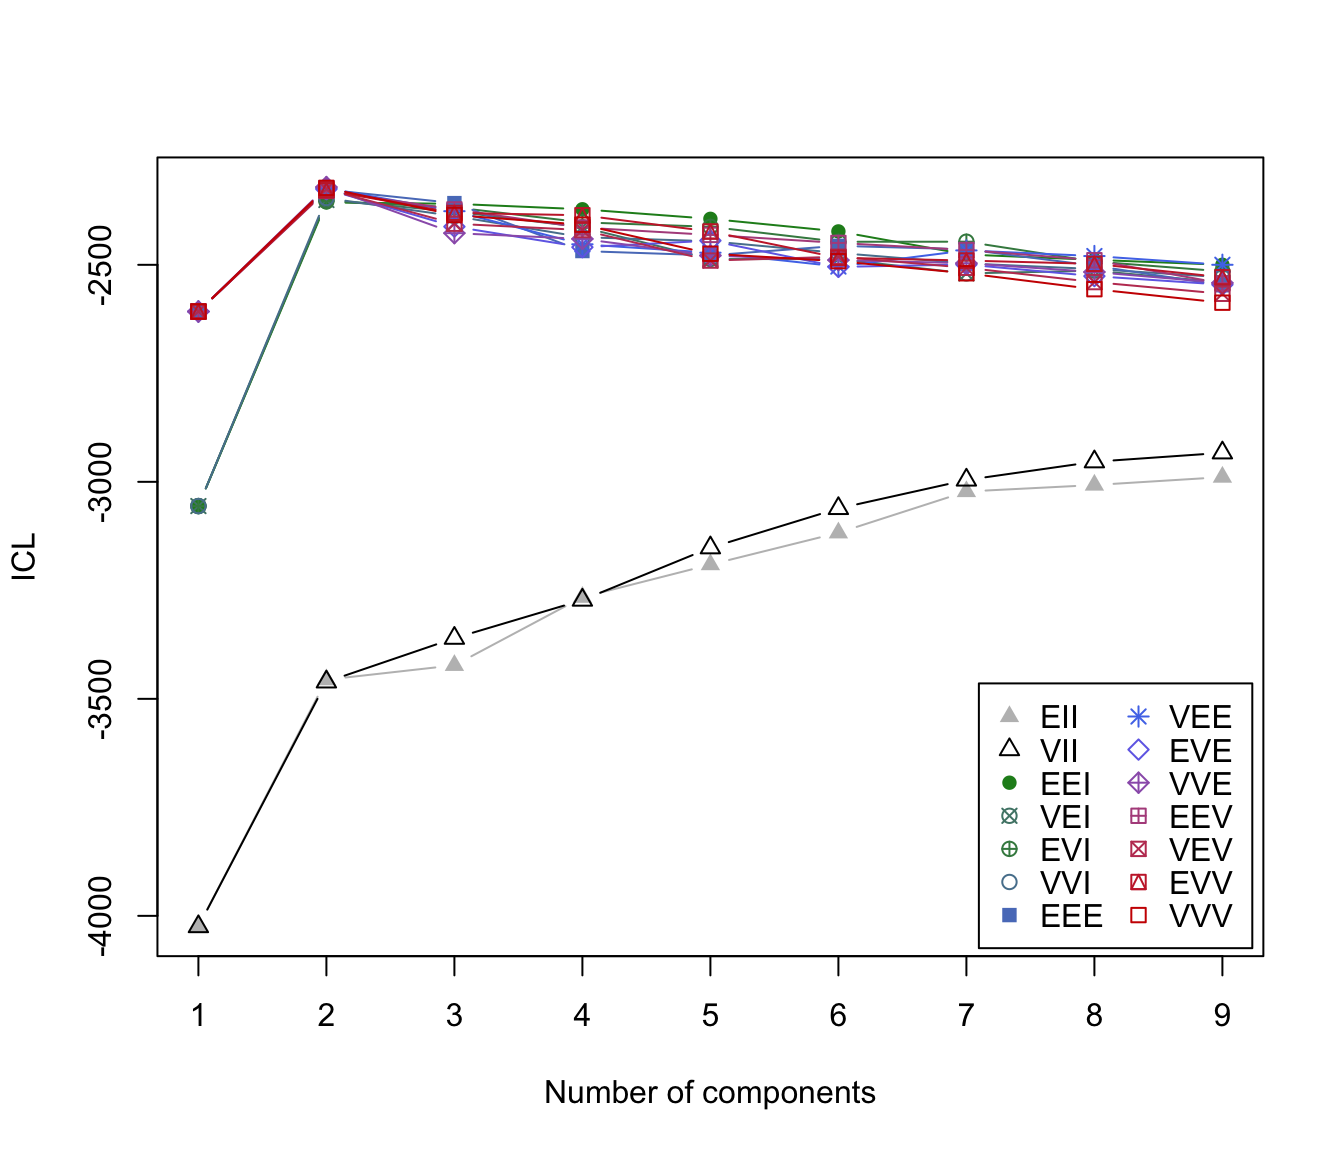 -2500
-3000
-3500
-4000
ICL
1 2 3 4 5 6 7 8 9
Number of components
EII VEE
VII EVE
EEI VVE
VEI EEV
EVI VEV
VVI EVV
EEE VVV